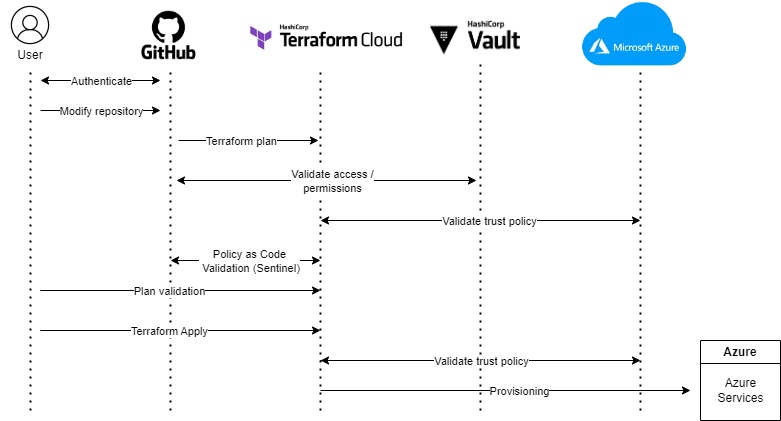 HashiCorp
Terraform Cloud
HashiCorp
Vault
GitHub
Microsoft Azure
User
Authenticate
Modify repository
Terraform plan
Validate access /
permissions
Validate trust policy
Policy as Code
Validation (Sentinel)
Plan validation
Terraform Apply
Azure
Validate trust policy
Azure
Services
Provisioning